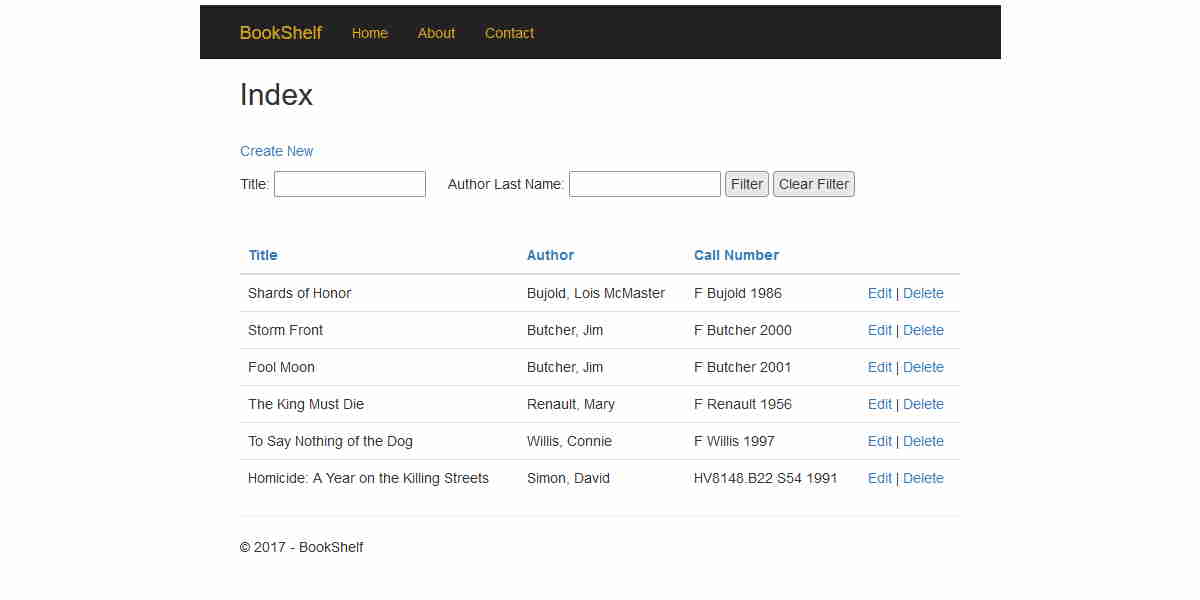 BookShelf Home About Contact
Index
Create New
Title: Author Last Name: Filter Clear Filter
Title Author Call Number
Shards of Honor Bujold, Lois McMaster F Bujold 1986 Edit | Delete
Storm Front Butcher, Jim F Butcher 2000 Edit | Delete
Fool Moon Butcher, Jim F Butcher 2001 Edit | Delete
The King Must Die Renault, Mary F Renault 1956 Edit | Delete
To Say Nothing of the Dog Willis, Connie F Willis 1997 Edit | Delete
Homicide: A Year on the Killing Streets Simon, David HV8148.B22 S54 1991 Edit | Delete
© 2017 - BookShelf